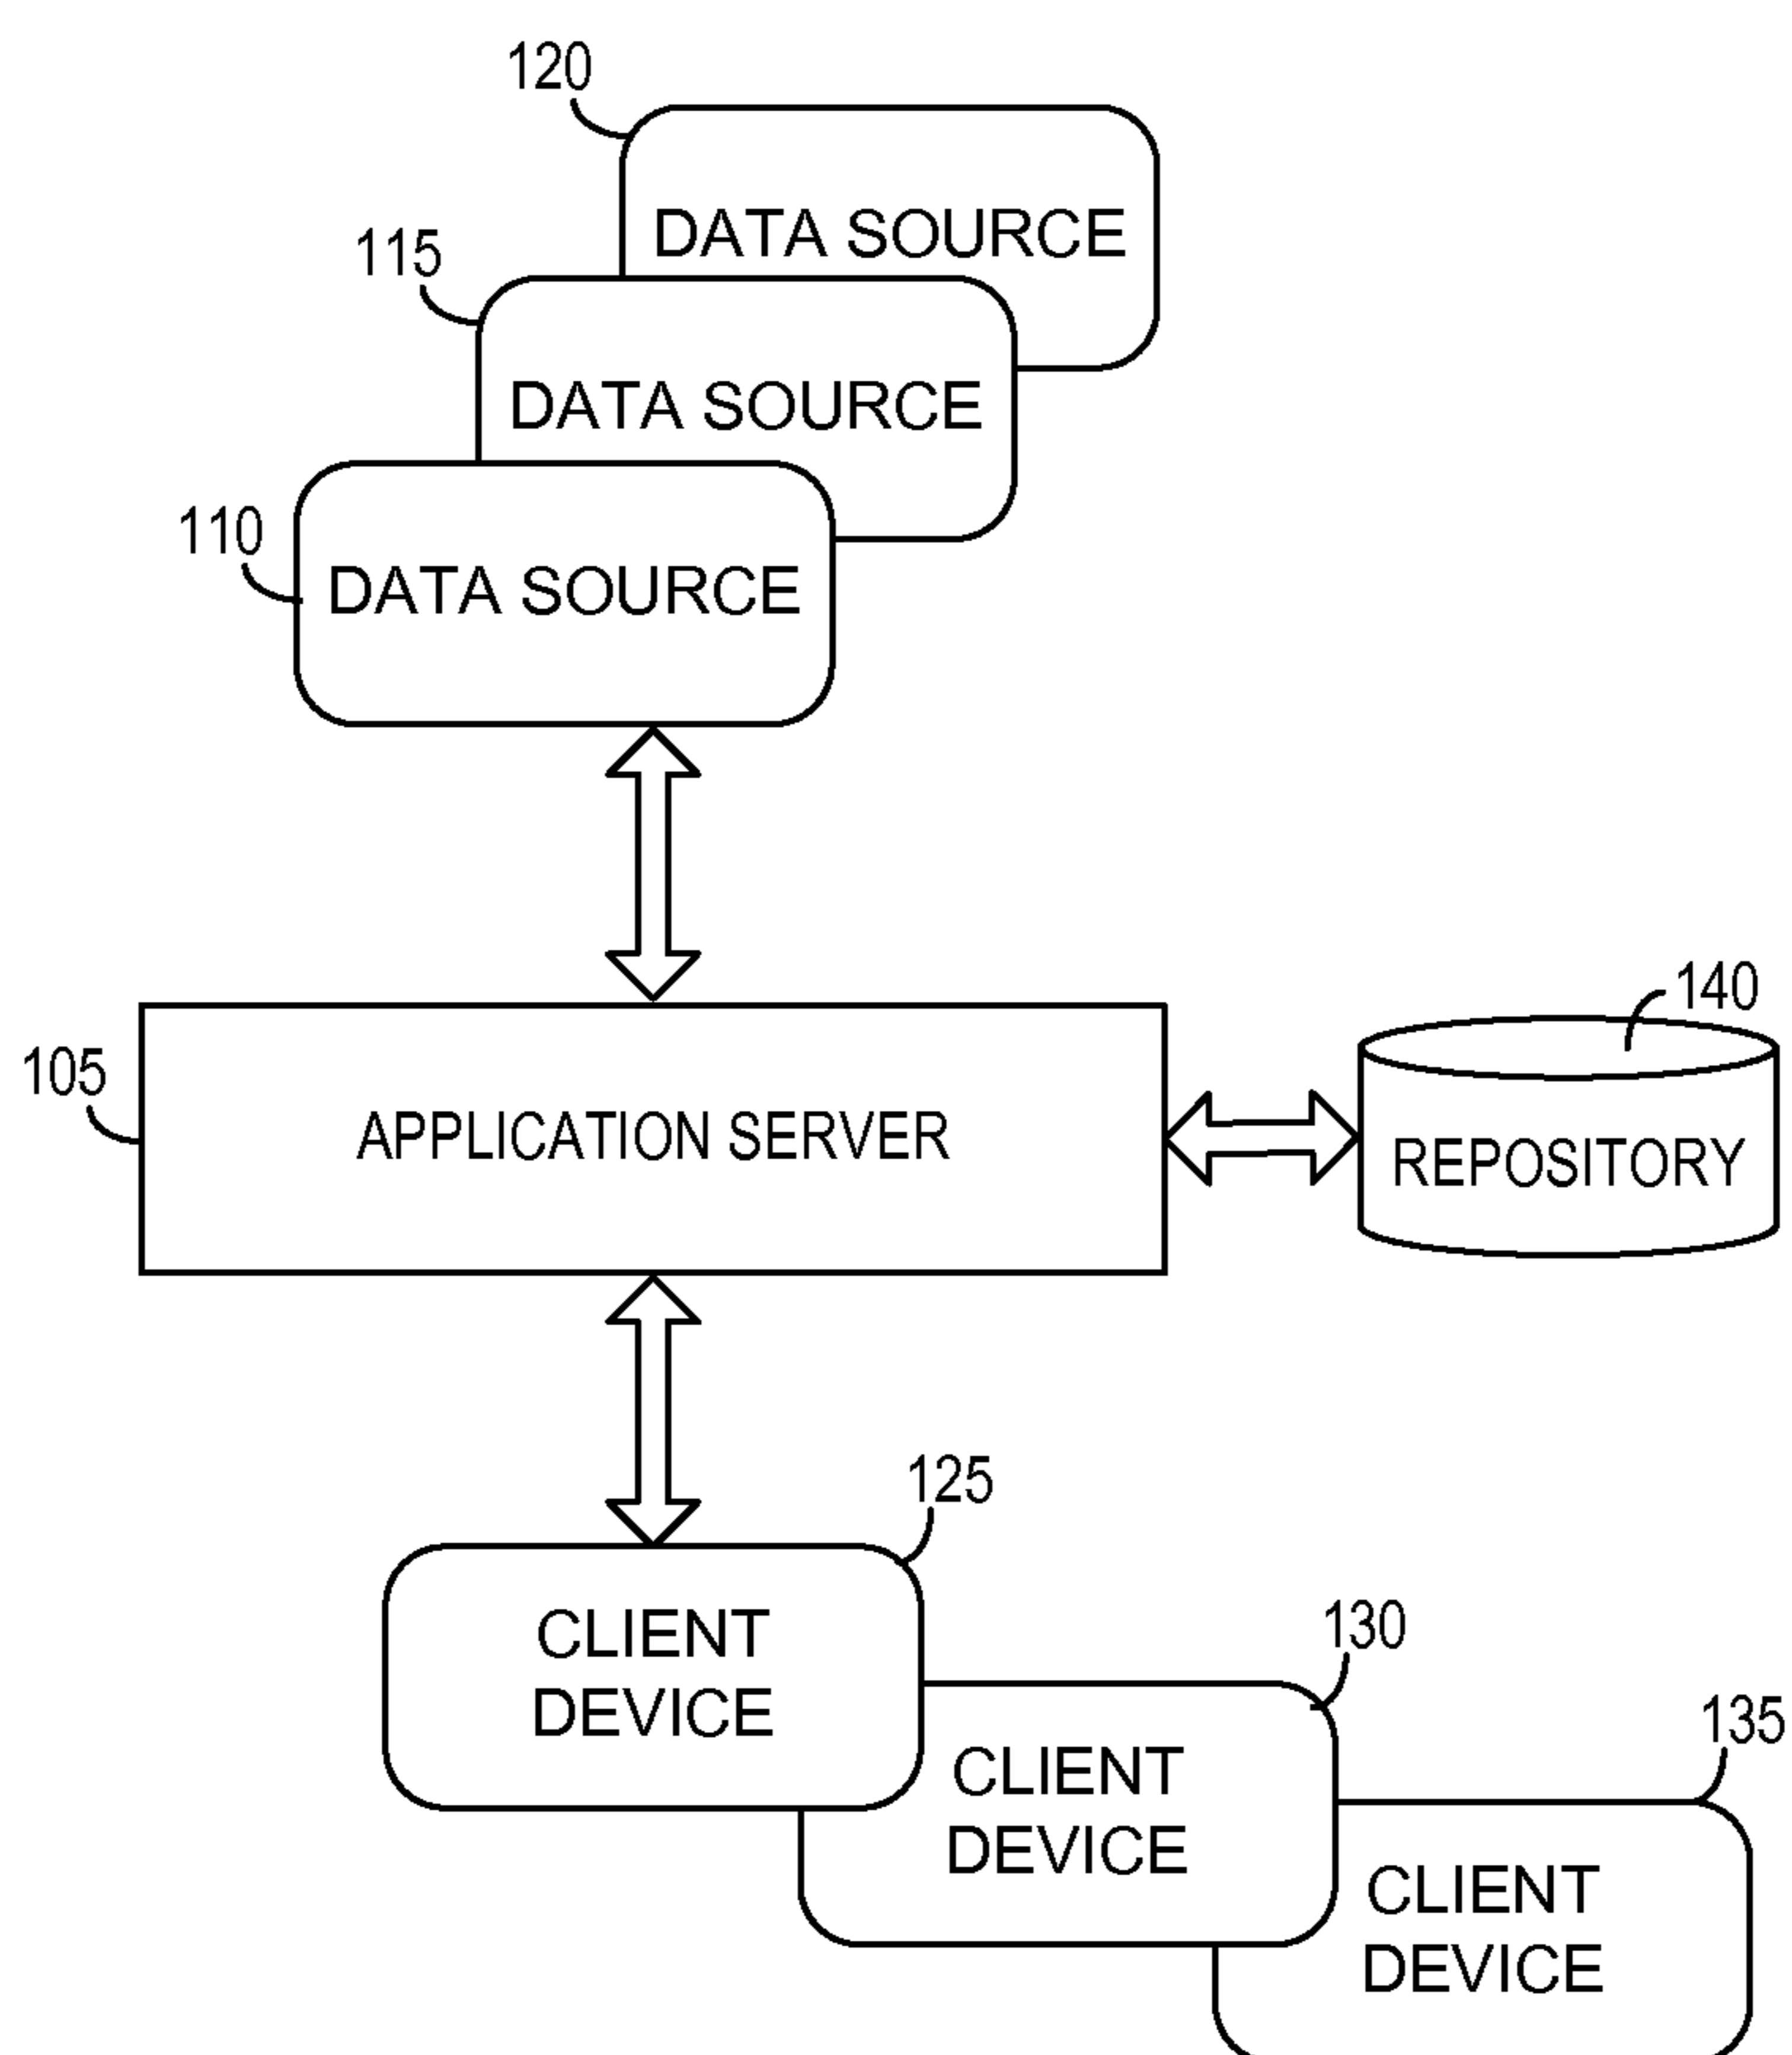 120
DATA SOURCE
115
DATA SOURCE
110
DATA SOURCE
140
105
APPLICATION SERVER
REPOSITORY
125
CLIENT
DEVICE
130
CLIENT
DEVICE
135
CLIENT
DEVICE